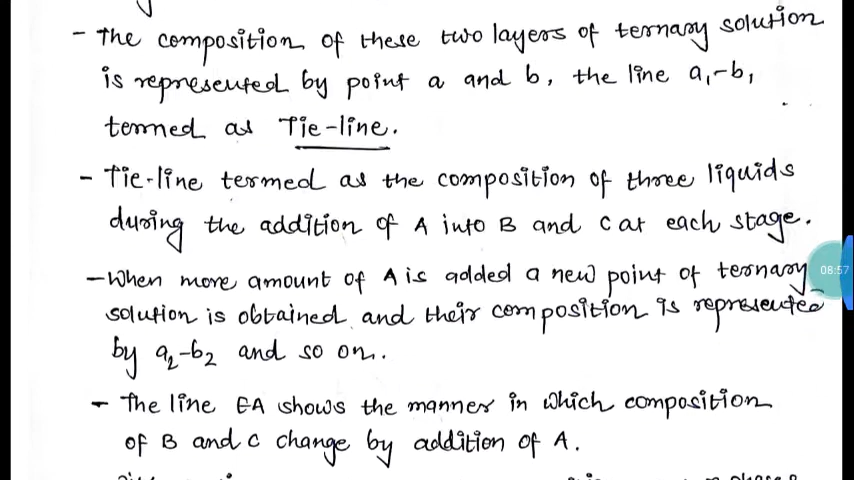 - The composition of these two layers of ternary solution
is represented by point a and b, the line a₁-b₁
termed as Tie-line.
- Tie-line termed as the composition of three liquids
during the addition of A into B and C at each stage.
- When more amount of A is added a new point of ternary
08:57
solution is obtained and their composition is represented
by a₂-b₂ and so on.
- The line EA shows the manner in which composition
of B and C change by addition of A.